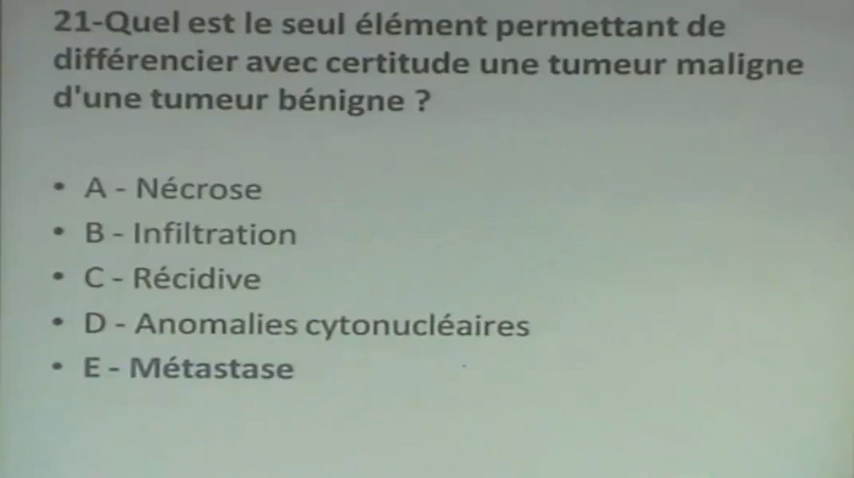 21-Quel est le seul élément permettant de
différencier avec certitude une tumeur maligne
d'une tumeur bénigne ?
• A - Nécrose
• B - Infiltration
• C - Récidive
• D - Anomalies cytonucléaires
• E - Métastase